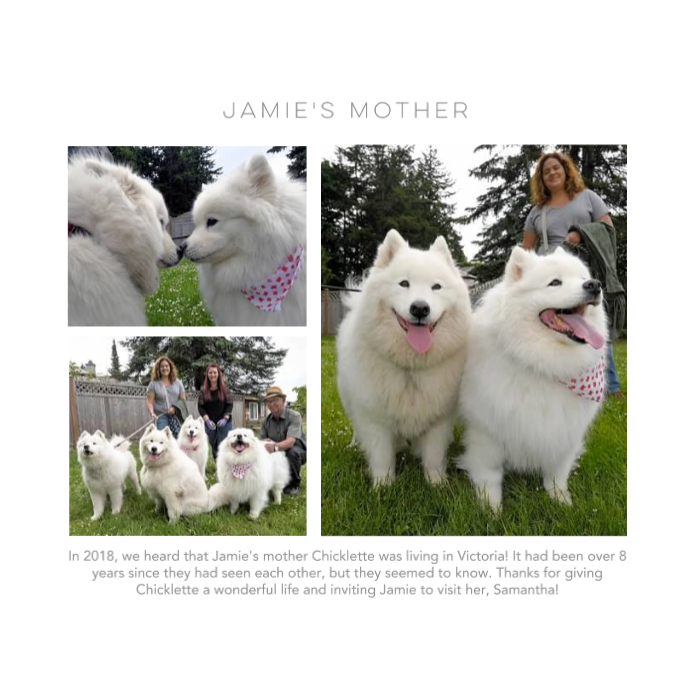 JAMIE'S MOTHER
In 2018, we heard that Jamie's mother Chicklette was living in Victoria! It had been over 8
years since they had seen each other, but they seemed to know. Thanks for giving
Chicklette a wonderful life and inviting Jamie to visit her, Samantha!